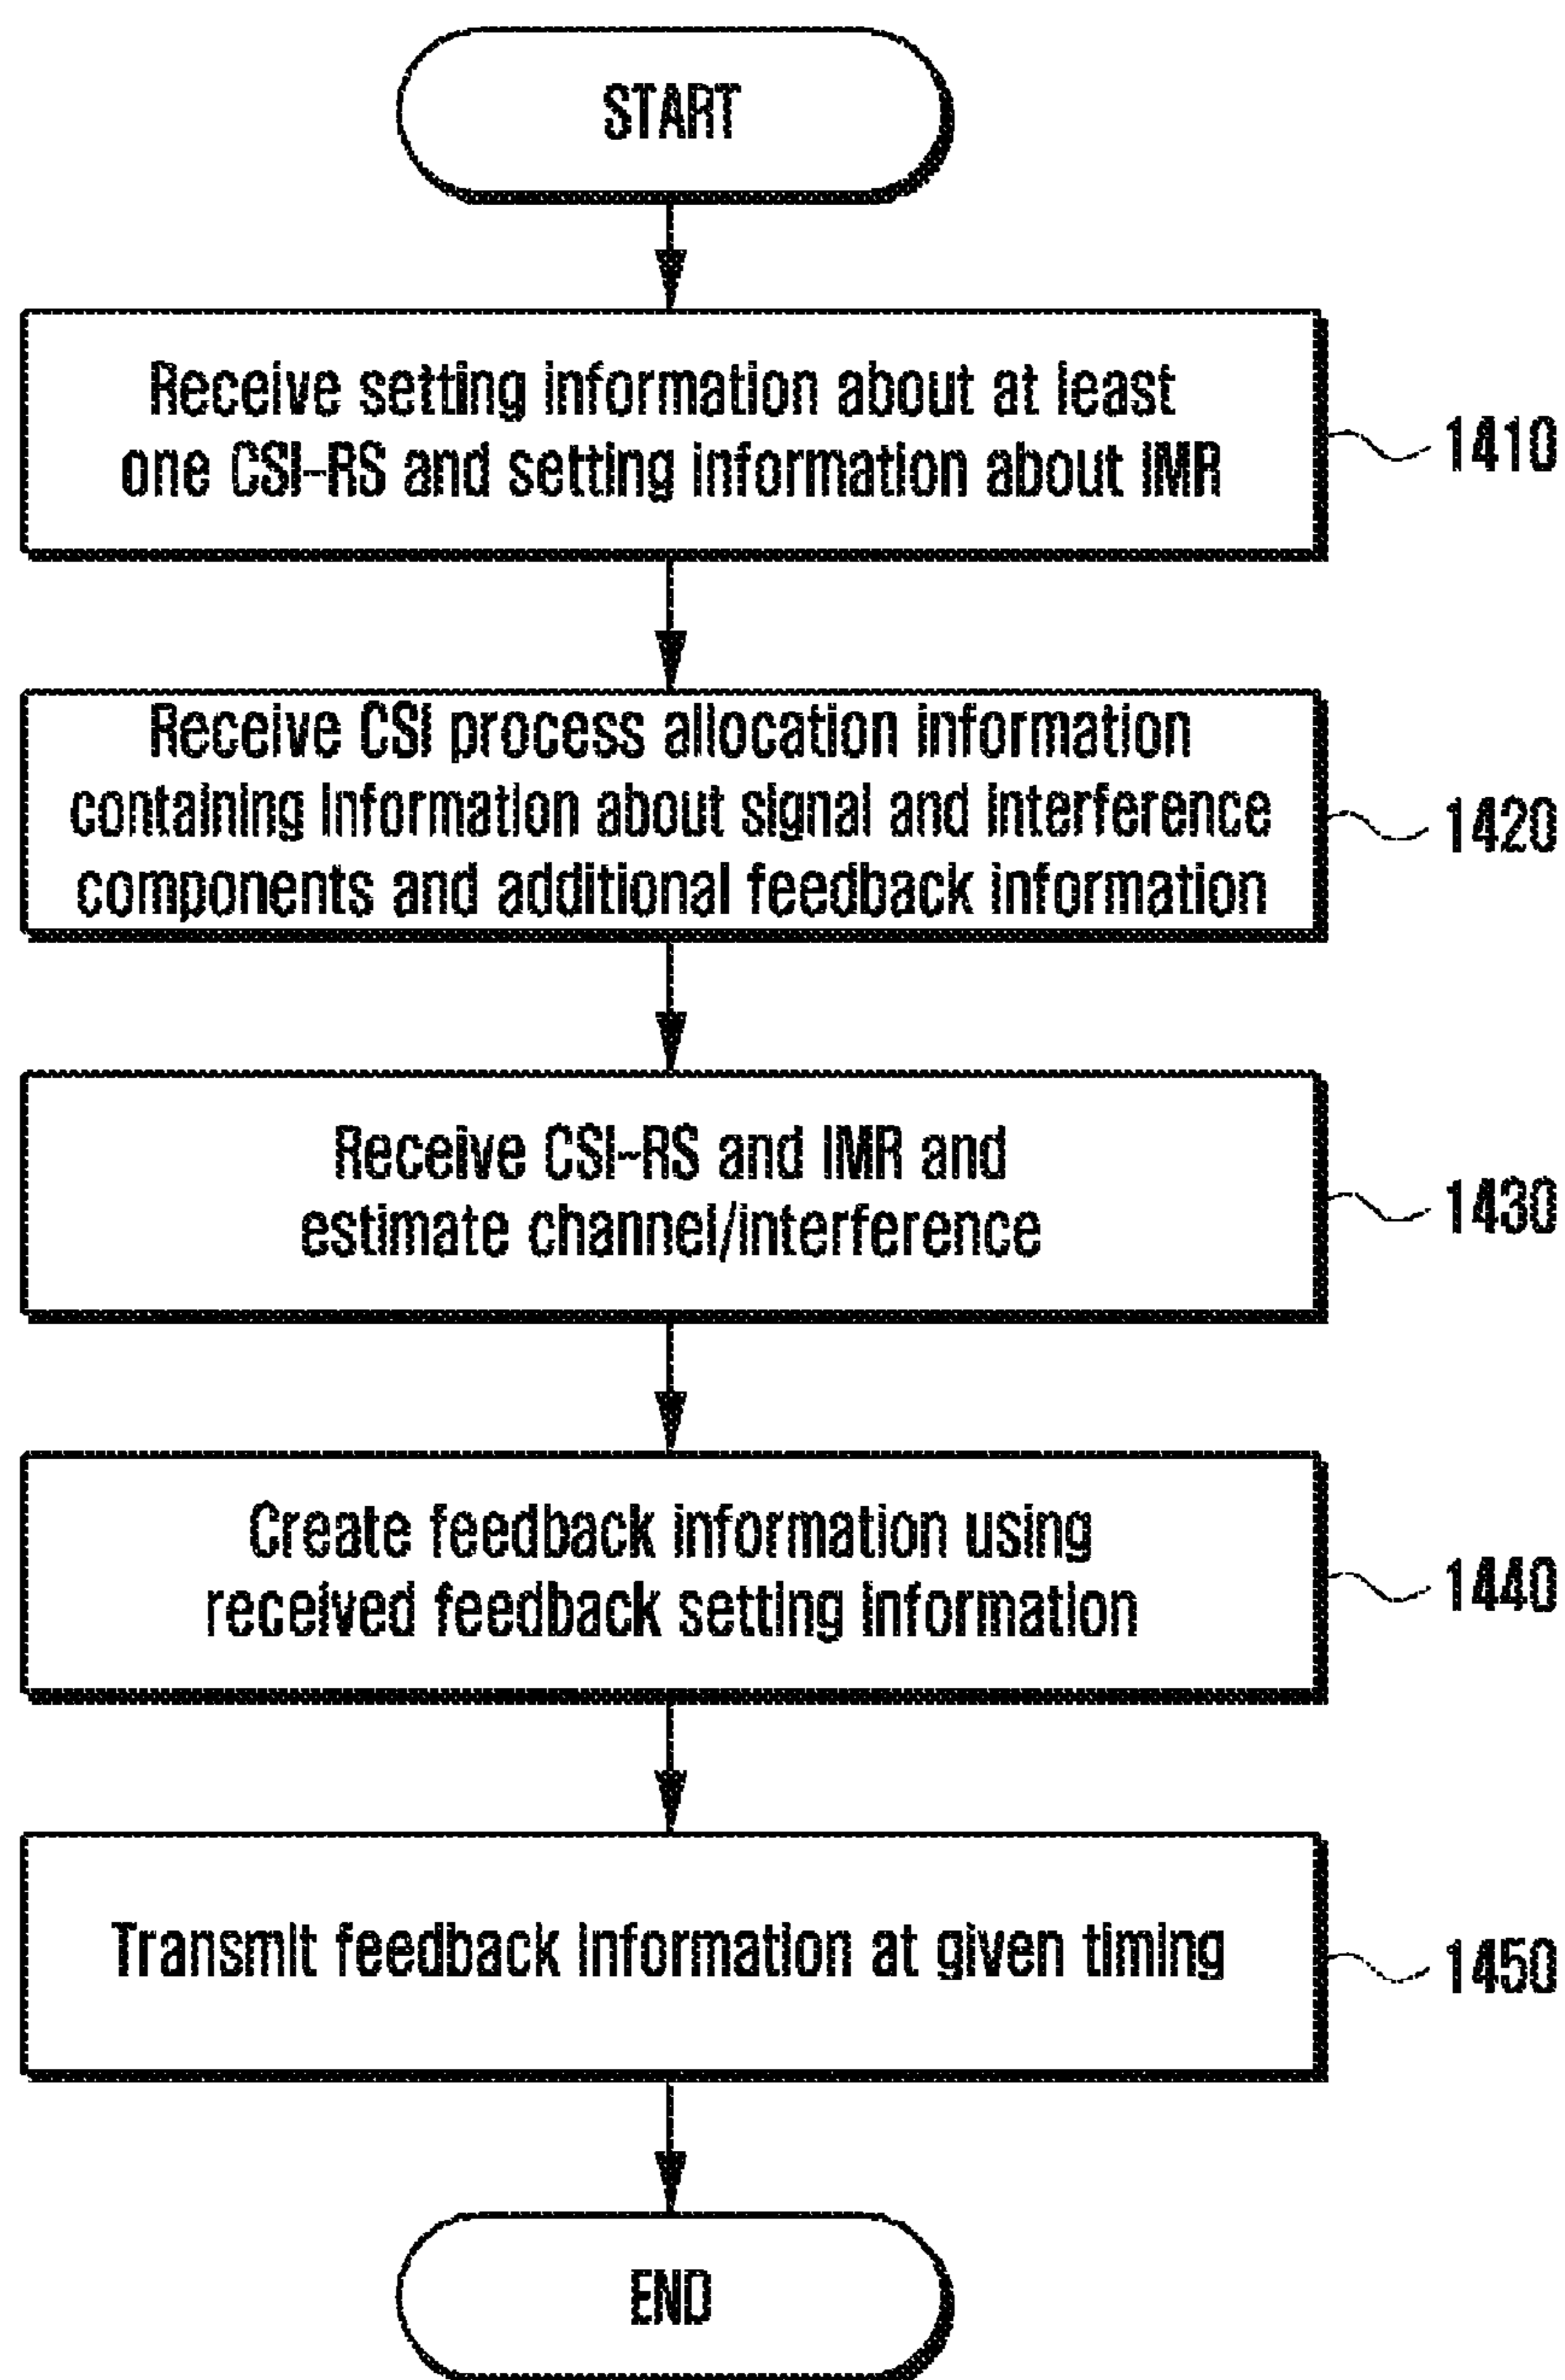 START
Receive setting information about at least
one CSI-RS and setting information about IMR
1410
Receive CSI process allocation information
containing information about signal and interference
components and additional feedback information
1420
Receive CSI-RS and IMR and
estimate channel/interference
1430
Create feedback information using
received feedback setting information
1440
Transmit feedback information at given timing
1450
END